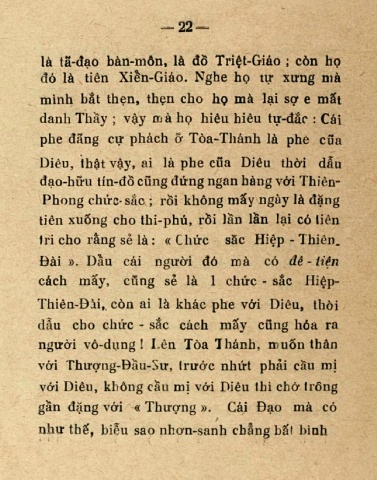 — 22 —
là tã-đạo bàn-môn, là đồ Triệt-Giáo ; còn họ
đó là tiên Xiển-Giáo. Nghe họ tự xưng mà
mình bắt thẹn, thẹn cho họ mà lại sợ e mất
danh Thầy ; vậy mà họ hiêu hiêu tự-đắc : Cái
phe đãng cự phách ở Tòa-Thánh là phe của
Diêu, thật vậy, ai là phe của Diêu thời dẫu
đạo-hữu tín-đồ cũng đứng ngan hàng với Thiên-
Phong chức-sắc ; rồi không mấy ngày là đặng
tiên xuống cho thi-phú, rồi lần lần lại có tiên
tri cho rằng sẻ là : « Chức sắc Hiệp - Thiên-
Đài ». Dẫu cái người đó mà có đê-tiện
cách mấy, cũng sẻ là 1 chức - sắc Hiệp-
Thiên-Đài, còn ai là khác phe với Diêu, thời
dẫu cho chức - sắc cách mấy cũng hóa ra
người vô-dụng ! Lên Tòa Thánh, muốn thân
với Thượng-Đầu-Sư, trước nhứt phải cầu mị
với Diêu, không cầu mị với Diêu thì chớ trông
gần đặng với « Thượng ». Cái Đạo mà có
như thế, biểu sao nhơn-sanh chẳng bất bình